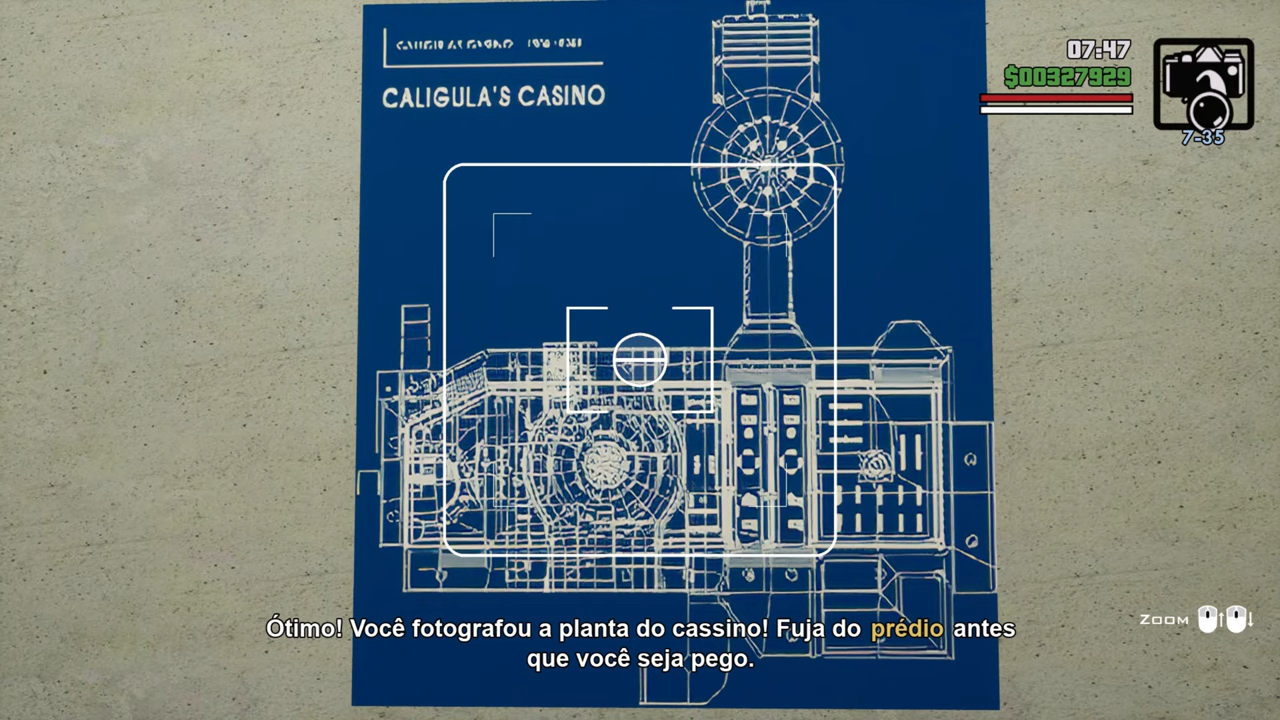 CALIGULA'S CASINO
07:47
$00327929
7-35
ZOOM
Ótimo! Você fotografou a planta do cassino! Fuja do prédio antes
que você seja pego.